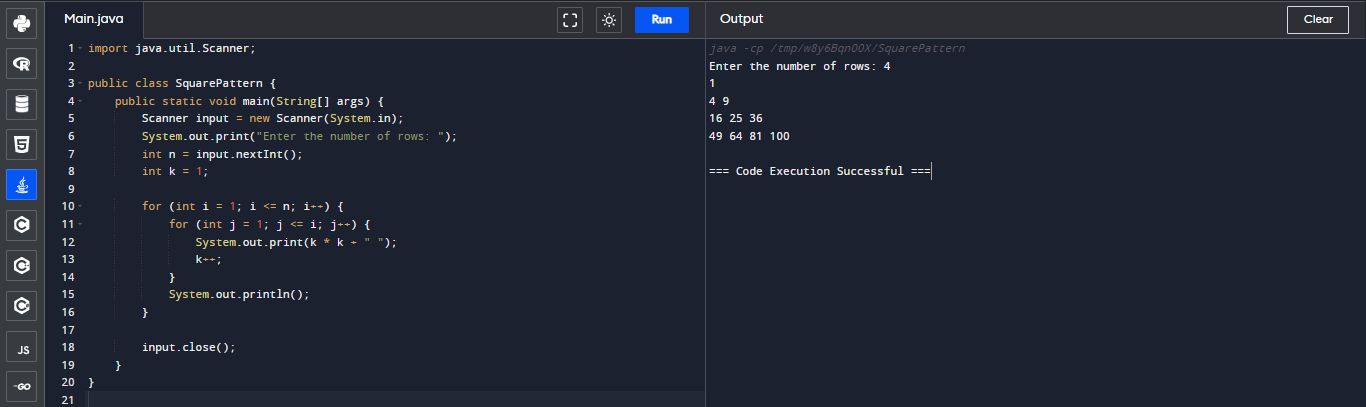 Main.java
Run
Output
Clear
1 import java.util.Scanner;
2
3 public class SquarePattern {
4 public static void main(String[] args) {
5 Scanner input = new Scanner(System.in);
6 System.out.print("Enter the number of rows: ");
7 int n = input.nextInt();
8 int k = 1;
9
10 for (int i = 1; i <= n; i++) {
11 for (int j = 1; j <= i; j++) {
12 System.out.print(k * k + " ");
13 k++;
14 }
15 System.out.println();
16 }
17
18 input.close();
19 }
20 }
21
java -cp /tmp/w8y6BqnO0X/SquarePattern
Enter the number of rows: 4
1
4 9
16 25 36
49 64 81 100
=== Code Execution Successful ===
R
5
C
C
C
JS
GO